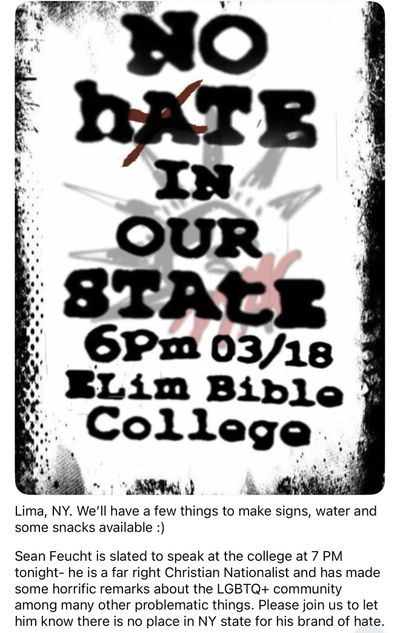 NO
hATE
IN
OUR
STAtE
6Pm 03/18
ELim Bible
College
Lima, NY. We’ll have a few things to make signs, water and
some snacks available :)
Sean Feucht is slated to speak at the college at 7 PM
tonight- he is a far right Christian Nationalist and has made
some horrific remarks about the LGBTQ+ community
among many other problematic things. Please join us to let
him know there is no place in NY state for his brand of hate.